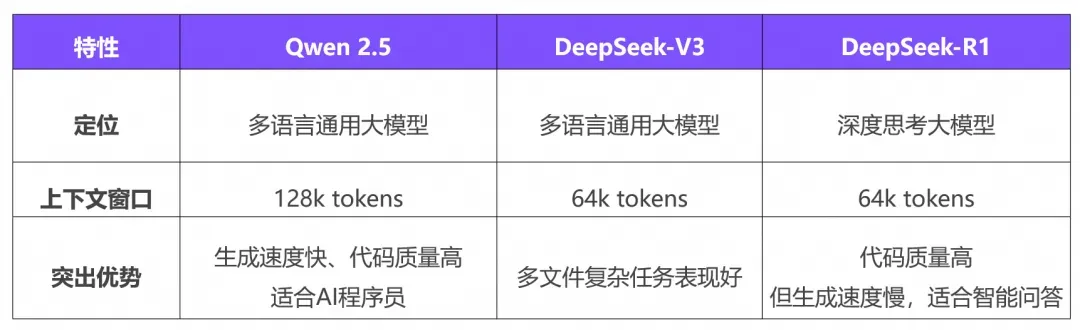 特性 Qwen 2.5 DeepSeek-V3 DeepSeek-R1
定位 多语言通用大模型 多语言通用大模型 深度思考大模型
上下文窗口 128k tokens 64k tokens 64k tokens
突出优势
生成速度快、代码质量高
适合AI程序员
多文件复杂任务表现好
代码质量高
但生成速度慢，适合智能问答